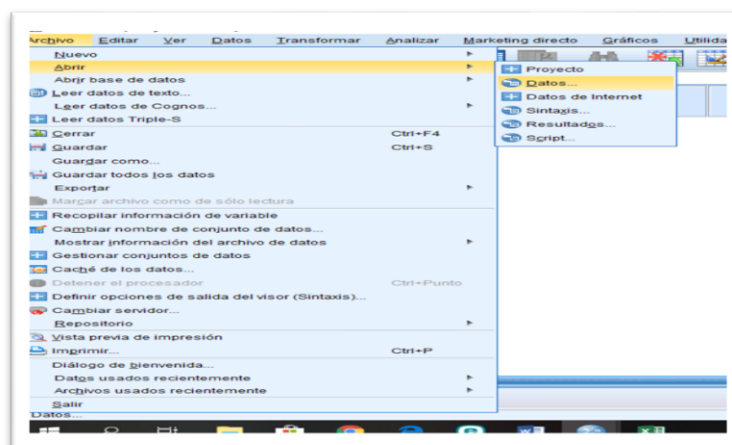 Archivo Editar Ver Datos Transformar Analizar Marketing directo Gráficos Utilida
Nuevo
Abrir
Abrir base de datos
Leer datos de texto...
Leer datos de Cognos...
Leer datos Triple-S
Cerrar Ctrl+F4
Guardar Ctrl+S
Guardar como...
Guardar todos los datos
Exportar
Marcar archivo como de sólo lectura
Recopilar información de variable
Cambiar nombre de conjunto de datos...
Mostrar información del archivo de datos
Gestionar conjuntos de datos
Caché de los datos...
Detener el procesador Ctrl+Punto
Definir opciones de salida del visor (Sintaxis)...
Cambiar servidor...
Repositorio
Vista previa de impresión
Imprimir... Ctrl+P
Diálogo de bienvenida...
Datos usados recientemente
Archivos usados recientemente
Salir
Datos...
Proyecto
Datos...
Datos de Internet
Sintaxis...
Resultados...
Script...